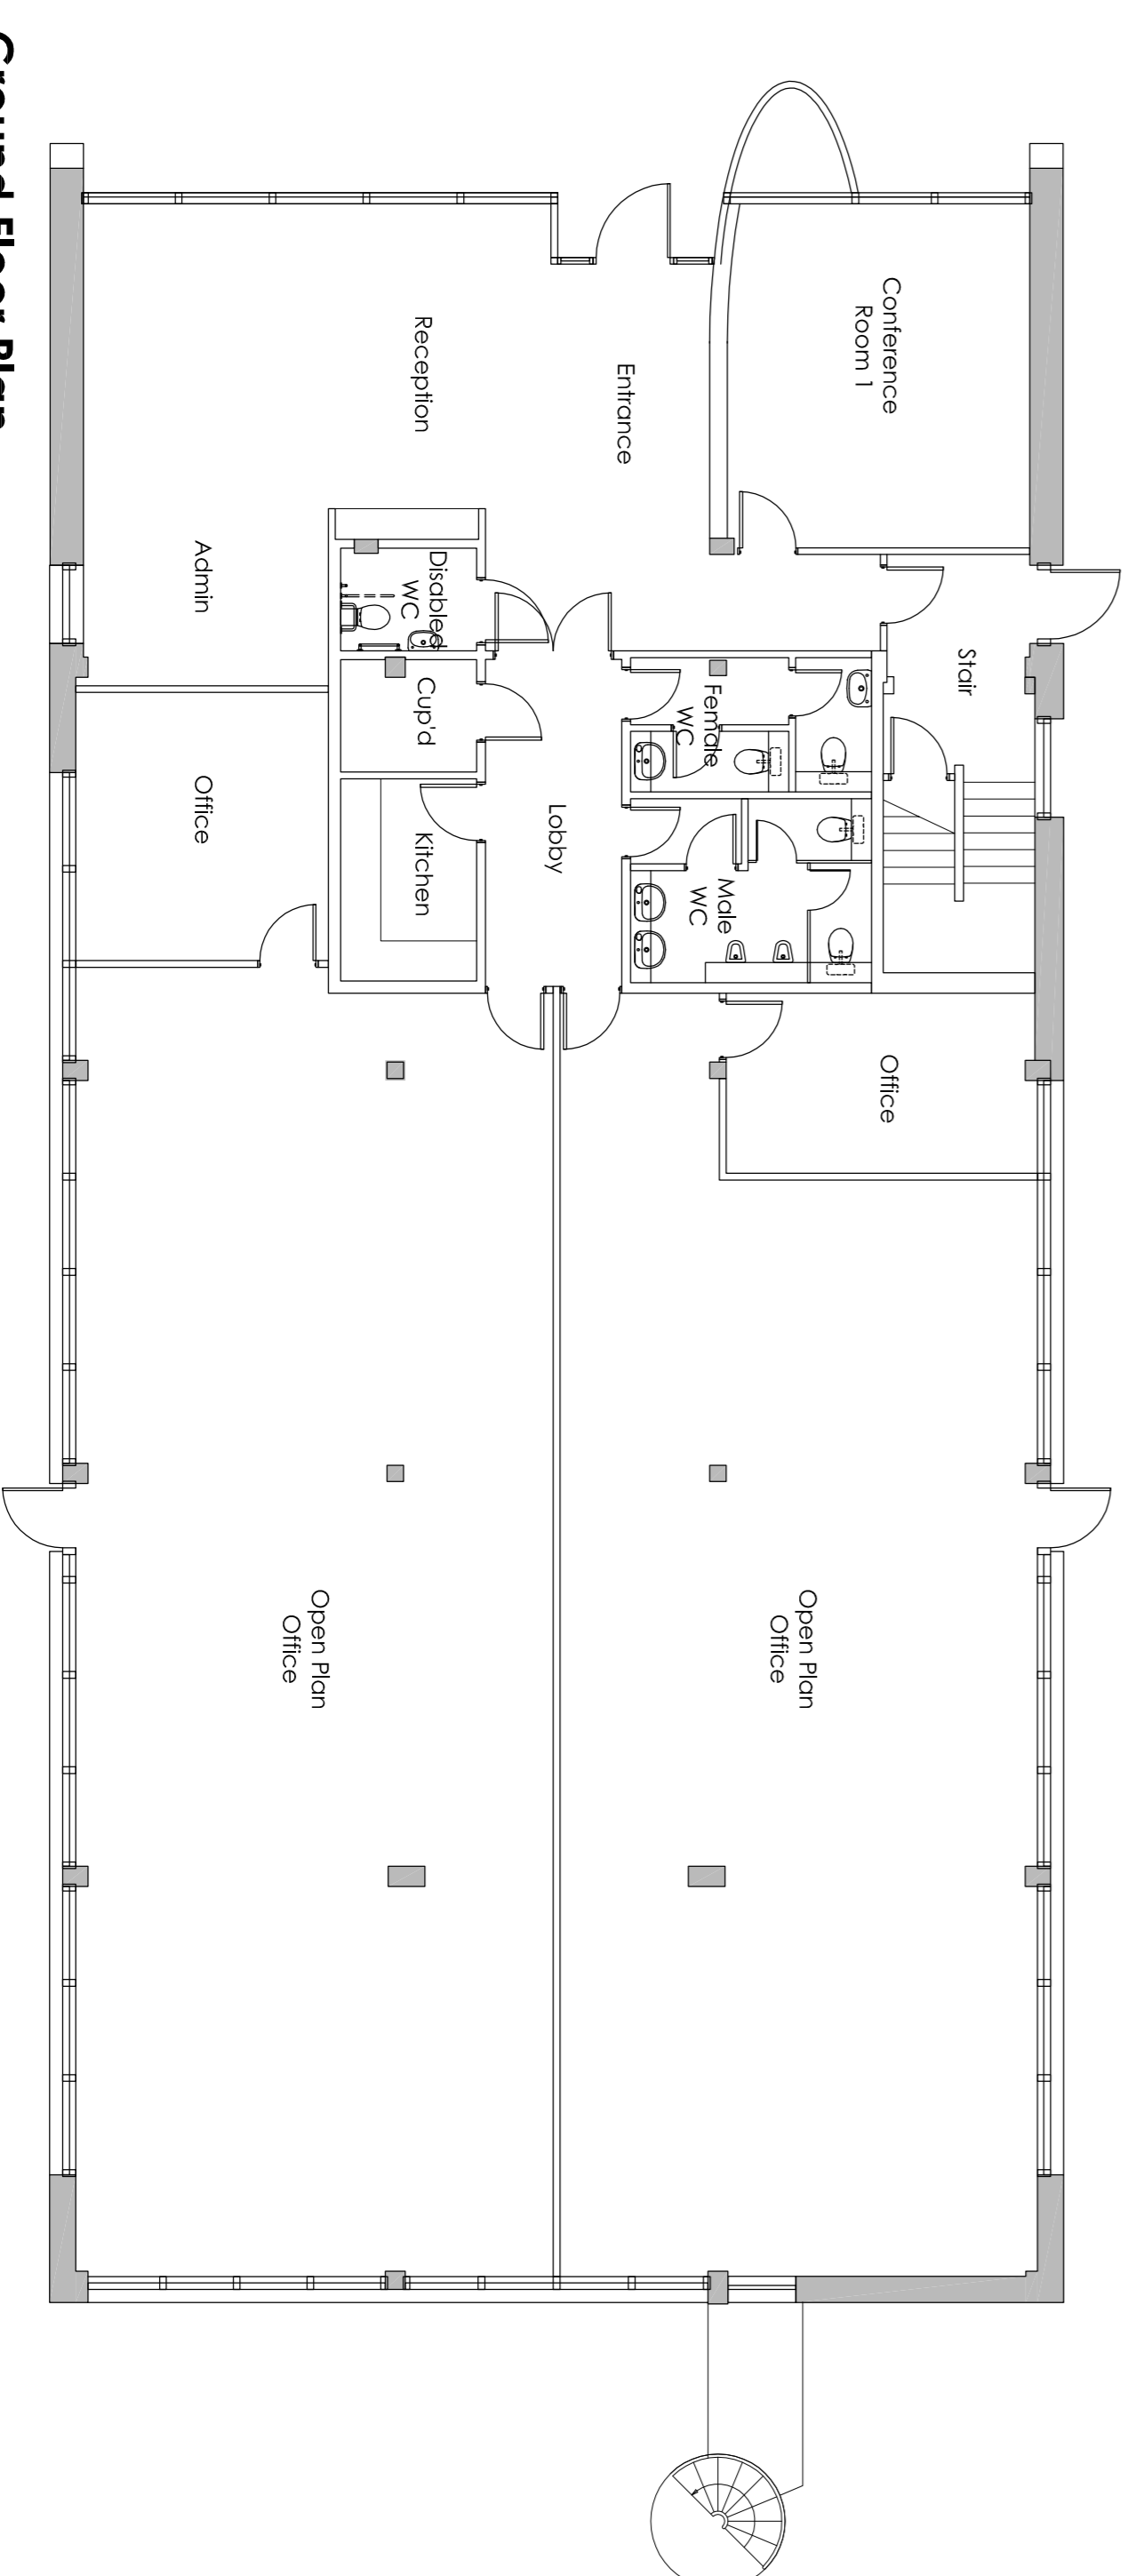 Ground Floor Plan
Conference
Room 1
Entrance
Reception
Admin
Disabled
WC
Stair
Female
WC
Cup'd
Office
Lobby
Kitchen
Male
WC
Office
Open Plan
Office
Open Plan
Office